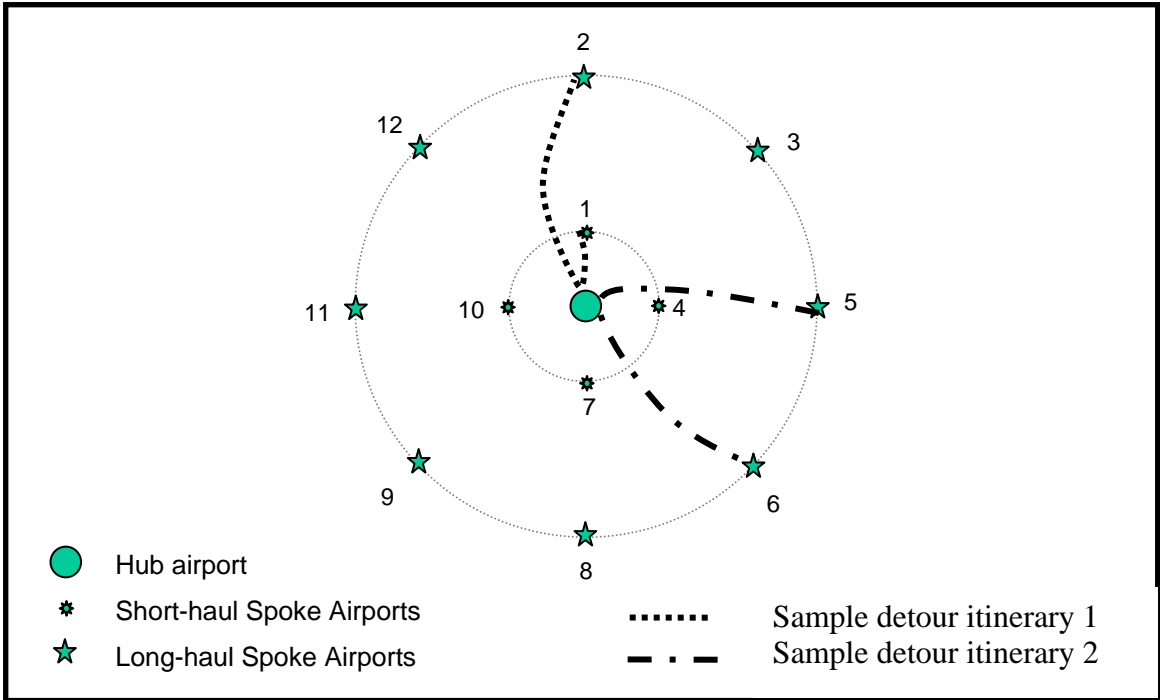 2
12
3
1
11
10
4
5
7
9
6
8
Hub airport
Short-haul Spoke Airports
Long-haul Spoke Airports
Sample detour itinerary 1
Sample detour itinerary 2